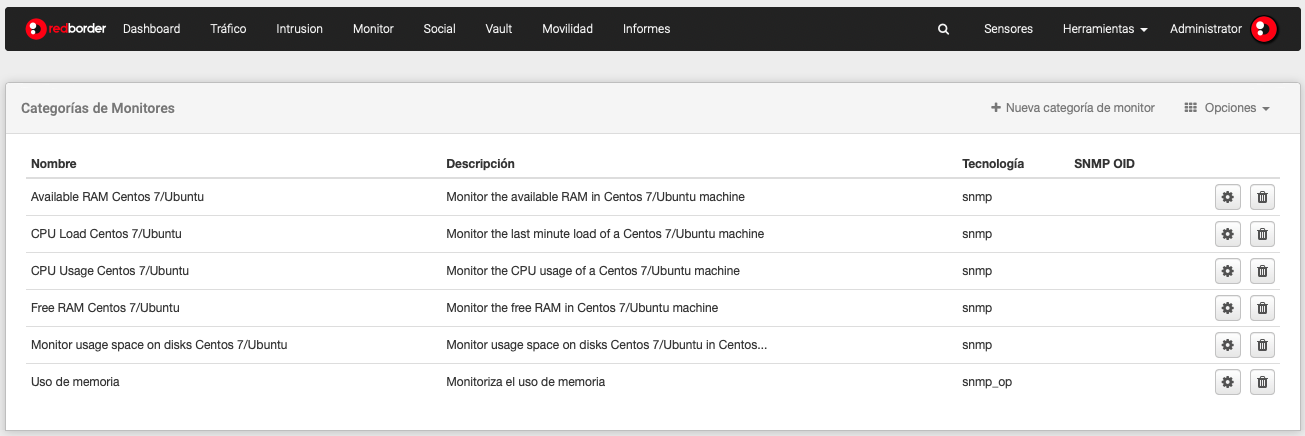 redborder Dashboard Tráfico Intrusion Monitor Social Vault Movilidad Informes Sensores Herramientas Administrator
Categorías de Monitores Nueva categoría de monitor Opciones
Nombre Descripción Tecnología SNMP OID
Available RAM Centos 7/Ubuntu Monitor the available RAM in Centos 7/Ubuntu machine snmp
CPU Load Centos 7/Ubuntu Monitor the last minute load of a Centos 7/Ubuntu machine snmp
CPU Usage Centos 7/Ubuntu Monitor the CPU usage of a Centos 7/Ubuntu machine snmp
Free RAM Centos 7/Ubuntu Monitor the free RAM in Centos 7/Ubuntu machine snmp
Monitor usage space on disks Centos 7/Ubuntu Monitor usage space on disks Centos 7/Ubuntu in Centos... snmp
Uso de memoria Monitoriza el uso de memoria snmp_op